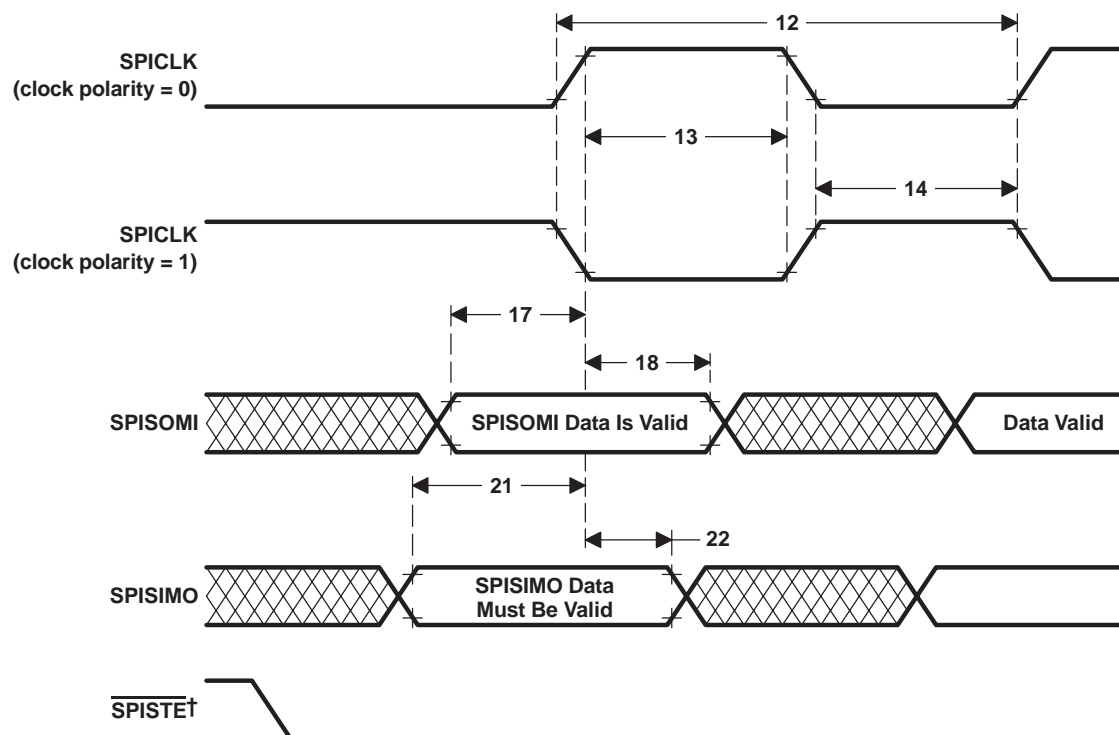 12
SPICLK
(clock polarity = 0)
13
14
SPICLK
(clock polarity = 1)
17
18
SPISOMI
SPISOMI Data Is Valid
Data Valid
21
22
SPISIMO
SPISIMO Data
Must Be Valid
SPISTE†